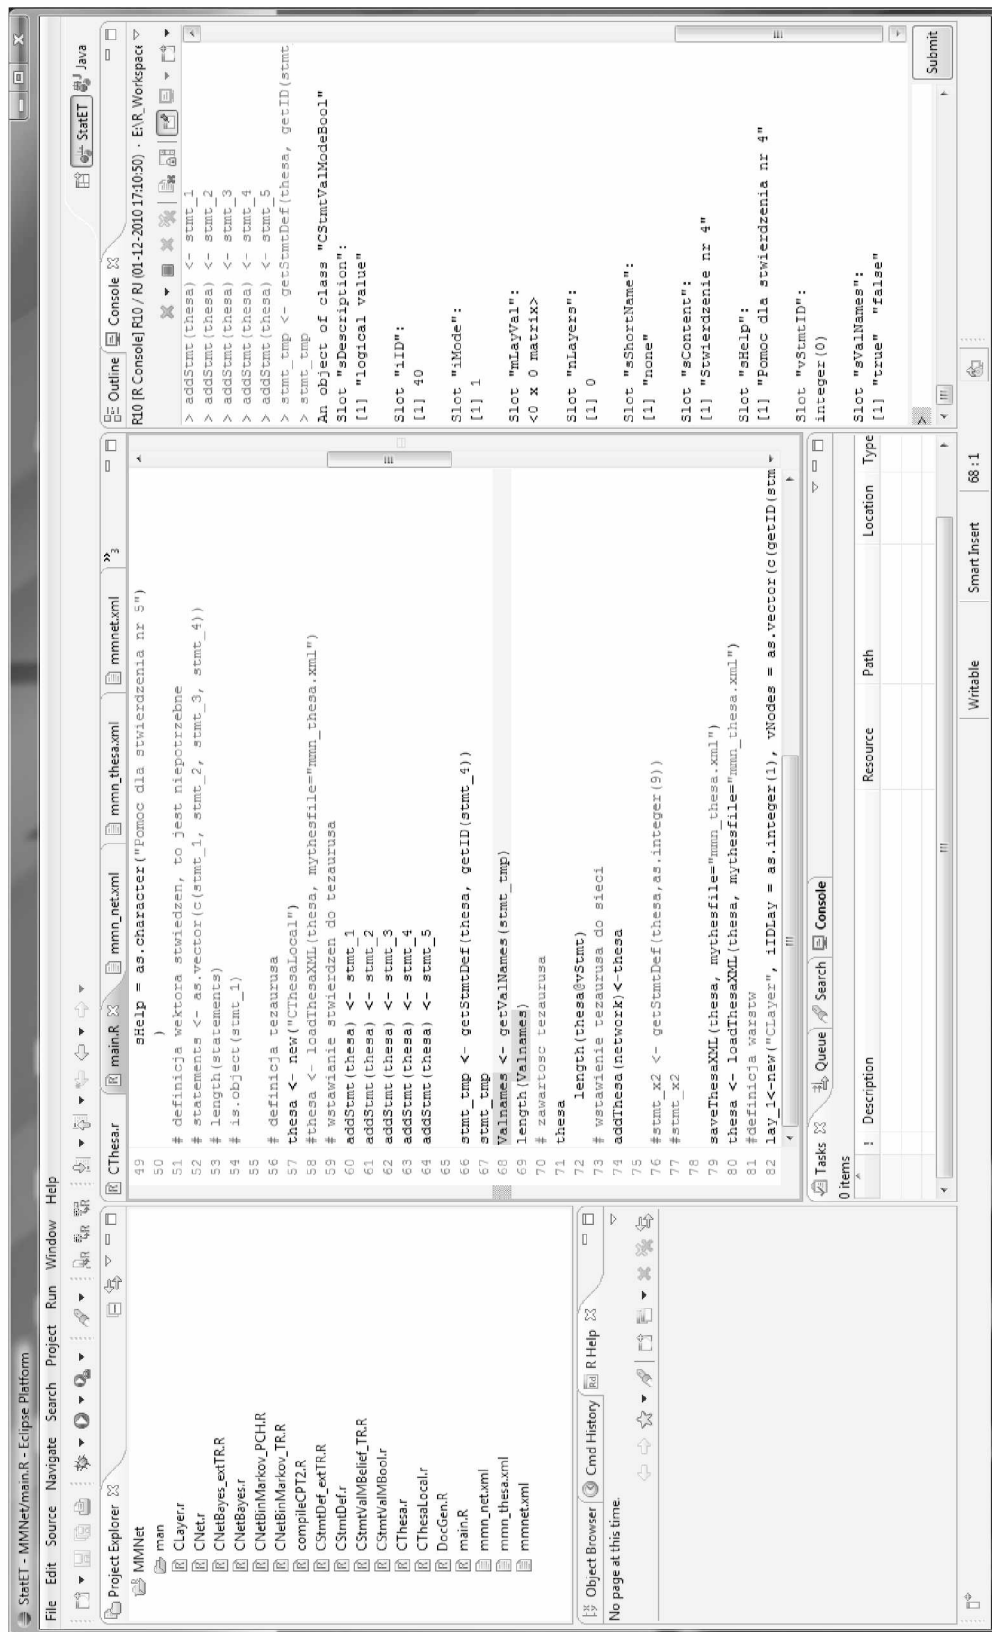 StatET - MMNet/main.R - Eclipse Platform
File Edit Source Navigate Search Project Run Window Help
StatET Java
Project Explorer
MMNet
man
CLayer.r
CNet.r
CNetBayes_extTR.R
CNetBayes.r
CNetBinMarkov_PCH.R
CNetBinMarkov_TR.R
compileCPT2.R
CStmtDef_extTR.R
CStmtDef.r
CStmtValMBelief_TR.R
CStmtValMBool.r
CThesa.r
CThesaLocal.r
DocGen.R
main.R
mmn_net.xml
mmn_thesa.xml
mmnet.xml
Object Browser Cmd History R Help
No page at this time.
CThesa.r main.R mmn_net.xml mmn_thesa.xml mmnet.xml »3
49 sHelp = as.character("Pomoc dla stwierdzenia nr 5")
50 )
51 # definicja wektora stwiedzen, to jest niepotrzebne
52 # statements <- as.vector(c(stmt_1, stmt_2, stmt_3, stmt_4))
53 # length(statements)
54 # is.object(stmt_1)
55
56 # definicja tezaurusa
57 thesa <- new("CThesaLocal")
58 #thesa <- loadThesaXML(thesa, mythesfile="mmn_thesa.xml")
59 # wstawianie stwierdzen do tezaurusa
60 addStmt(thesa) <- stmt_1
61 addStmt(thesa) <- stmt_2
62 addStmt(thesa) <- stmt_3
63 addStmt(thesa) <- stmt_4
64 addStmt(thesa) <- stmt_5
65
66 stmt_tmp <- getStmtDef(thesa, getID(stmt_4))
67 stmt_tmp
68 Valnames <- getValNames(stmt_tmp)
69 length(Valnames)
70 # zawartosc tezaurusa
71 thesa
72 length(thesa@vStmt)
73 # wstawienie tezaurusa do sieci
74 addThesa(network)<-thesa
75
76 #stmt_x2 <- getStmtDef(thesa,as.integer(9))
77 #stmt_x2
78
79 saveThesaXML(thesa, mythesfile="mmn_thesa.xml")
80 thesa <- loadThesaXML(thesa, mythesfile="mmn_thesa.xml")
81 #definicja warstw
82 lay_1<-new("CLayer", iIDLay = as.integer(1), vNodes = as.vector(c(getID(stm
Tasks Queue Search Console
0 items
! Description Resource Path Location Type
Outline Console
R10 [R Console] R10 / RJ (01-12-2010 17:10:50) · E:\R_Workspace
> addStmt(thesa) <- stmt_1
> addStmt(thesa) <- stmt_2
> addStmt(thesa) <- stmt_3
> addStmt(thesa) <- stmt_4
> addStmt(thesa) <- stmt_5
> stmt_tmp <- getStmtDef(thesa, getID(stmt
> stmt_tmp
An object of class "CStmtValModeBool"
Slot "sDescription":
[1] "logical value"

Slot "iID":
[1] 40

Slot "iMode":
[1] 1

Slot "mLayVal":
<0 x 0 matrix>

Slot "nLayers":
[1] 0

Slot "sShortName":
[1] "none"

Slot "sContent":
[1] "Stwierdzenie nr 4"

Slot "sHelp":
[1] "Pomoc dla stwierdzenia nr 4"

Slot "vStmtID":
integer(0)

Slot "sValNames":
[1] "true" "false"
>
Submit
Writable Smart Insert 68 : 1